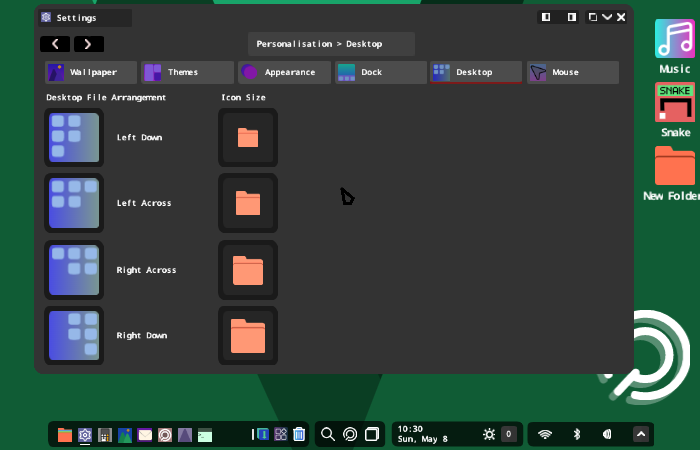 Settings
Personalisation > Desktop
Wallpaper
Themes
Appearance
Dock
Desktop
Mouse
Desktop File Arrangement
Icon Size
Left Down
Left Across
Right Across
Right Down
Music
SNAKE
Snake
New Folder
10:30
Sun, May 8
0